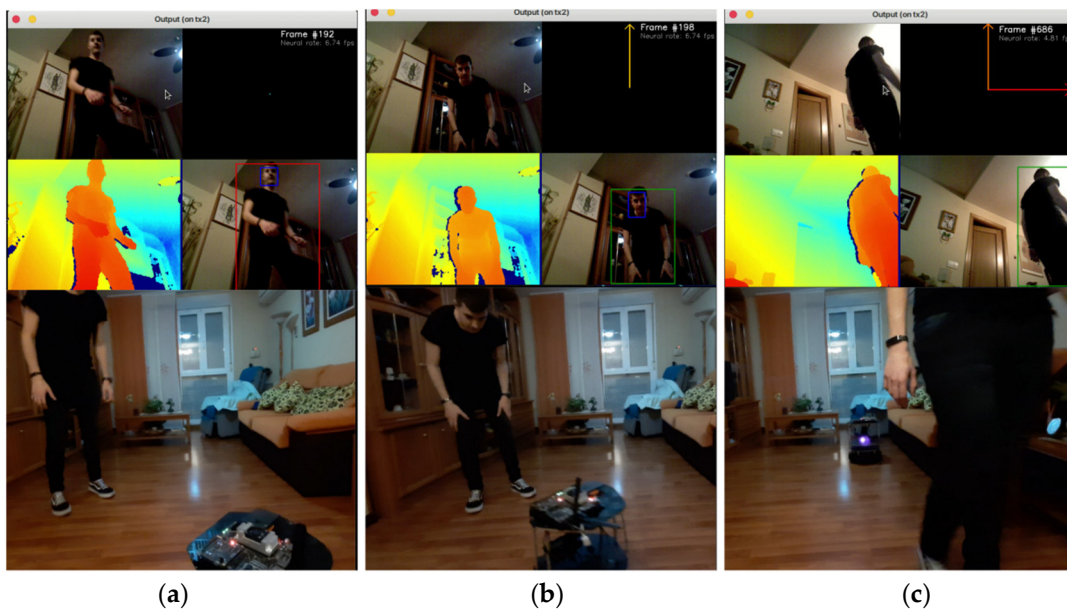 Output (on tx2)
Frame #192
Neural rate: 6.74 fps
Output (on tx2)
Frame #198
Neural rate: 6.74 fps
Output (on tx2)
Frame #686
Neural rate: 4.81 fp
(a)
(b)
(c)